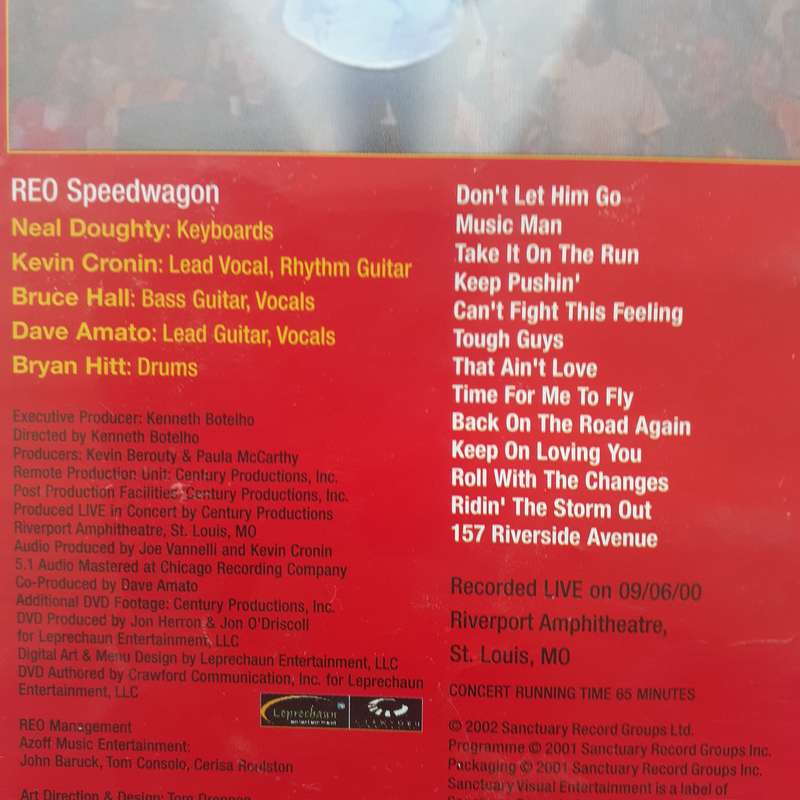 REO Speedwagon
Neal Doughty: Keyboards
Kevin Cronin: Lead Vocal, Rhythm Guitar
Bruce Hall: Bass Guitar, Vocals
Dave Amato: Lead Guitar, Vocals
Bryan Hitt: Drums
Executive Producer: Kenneth Botelho
Directed by Kenneth Botelho
Producers: Kevin Berouty & Paula McCarthy
Remote Production Unit: Century Productions, Inc.
Post Production Facilities: Century Productions, Inc.
Produced LIVE in Concert by Century Productions
Riverport Amphitheatre, St. Louis, MO
Audio Produced by Joe Vannelli and Kevin Cronin
5.1 Audio Mastered at Chicago Recording Company
Co-Produced by Dave Amato
Additional DVD Footage: Century Productions, Inc.
DVD Produced by Jon Herron & Jon O'Driscoll
for Leprechaun Entertainment, LLC
Digital Art & Menu Design by Leprechaun Entertainment, LLC
DVD Authored by Crawford Communication, Inc. for Leprechaun
Entertainment, LLC
Leprechaun
CRAWFORD
REO Management
Azoff Music Entertainment:
John Baruck, Tom Consolo, Cerisa Roulston
Art Direction & Design: Tom
Don't Let Him Go
Music Man
Take It On The Run
Keep Pushin'
Can't Fight This Feeling
Tough Guys
That Ain't Love
Time For Me To Fly
Back On The Road Again
Keep On Loving You
Roll With The Changes
Ridin' The Storm Out
157 Riverside Avenue
Recorded LIVE on 09/06/00
Riverport Amphitheatre,
St. Louis, MO
CONCERT RUNNING TIME 65 MINUTES
© 2002 Sanctuary Record Groups Ltd.
Programme © 2001 Sanctuary Record Groups Inc.
Packaging © 2001 Sanctuary Record Groups Inc.
Sanctuary Visual Entertainment is a label of